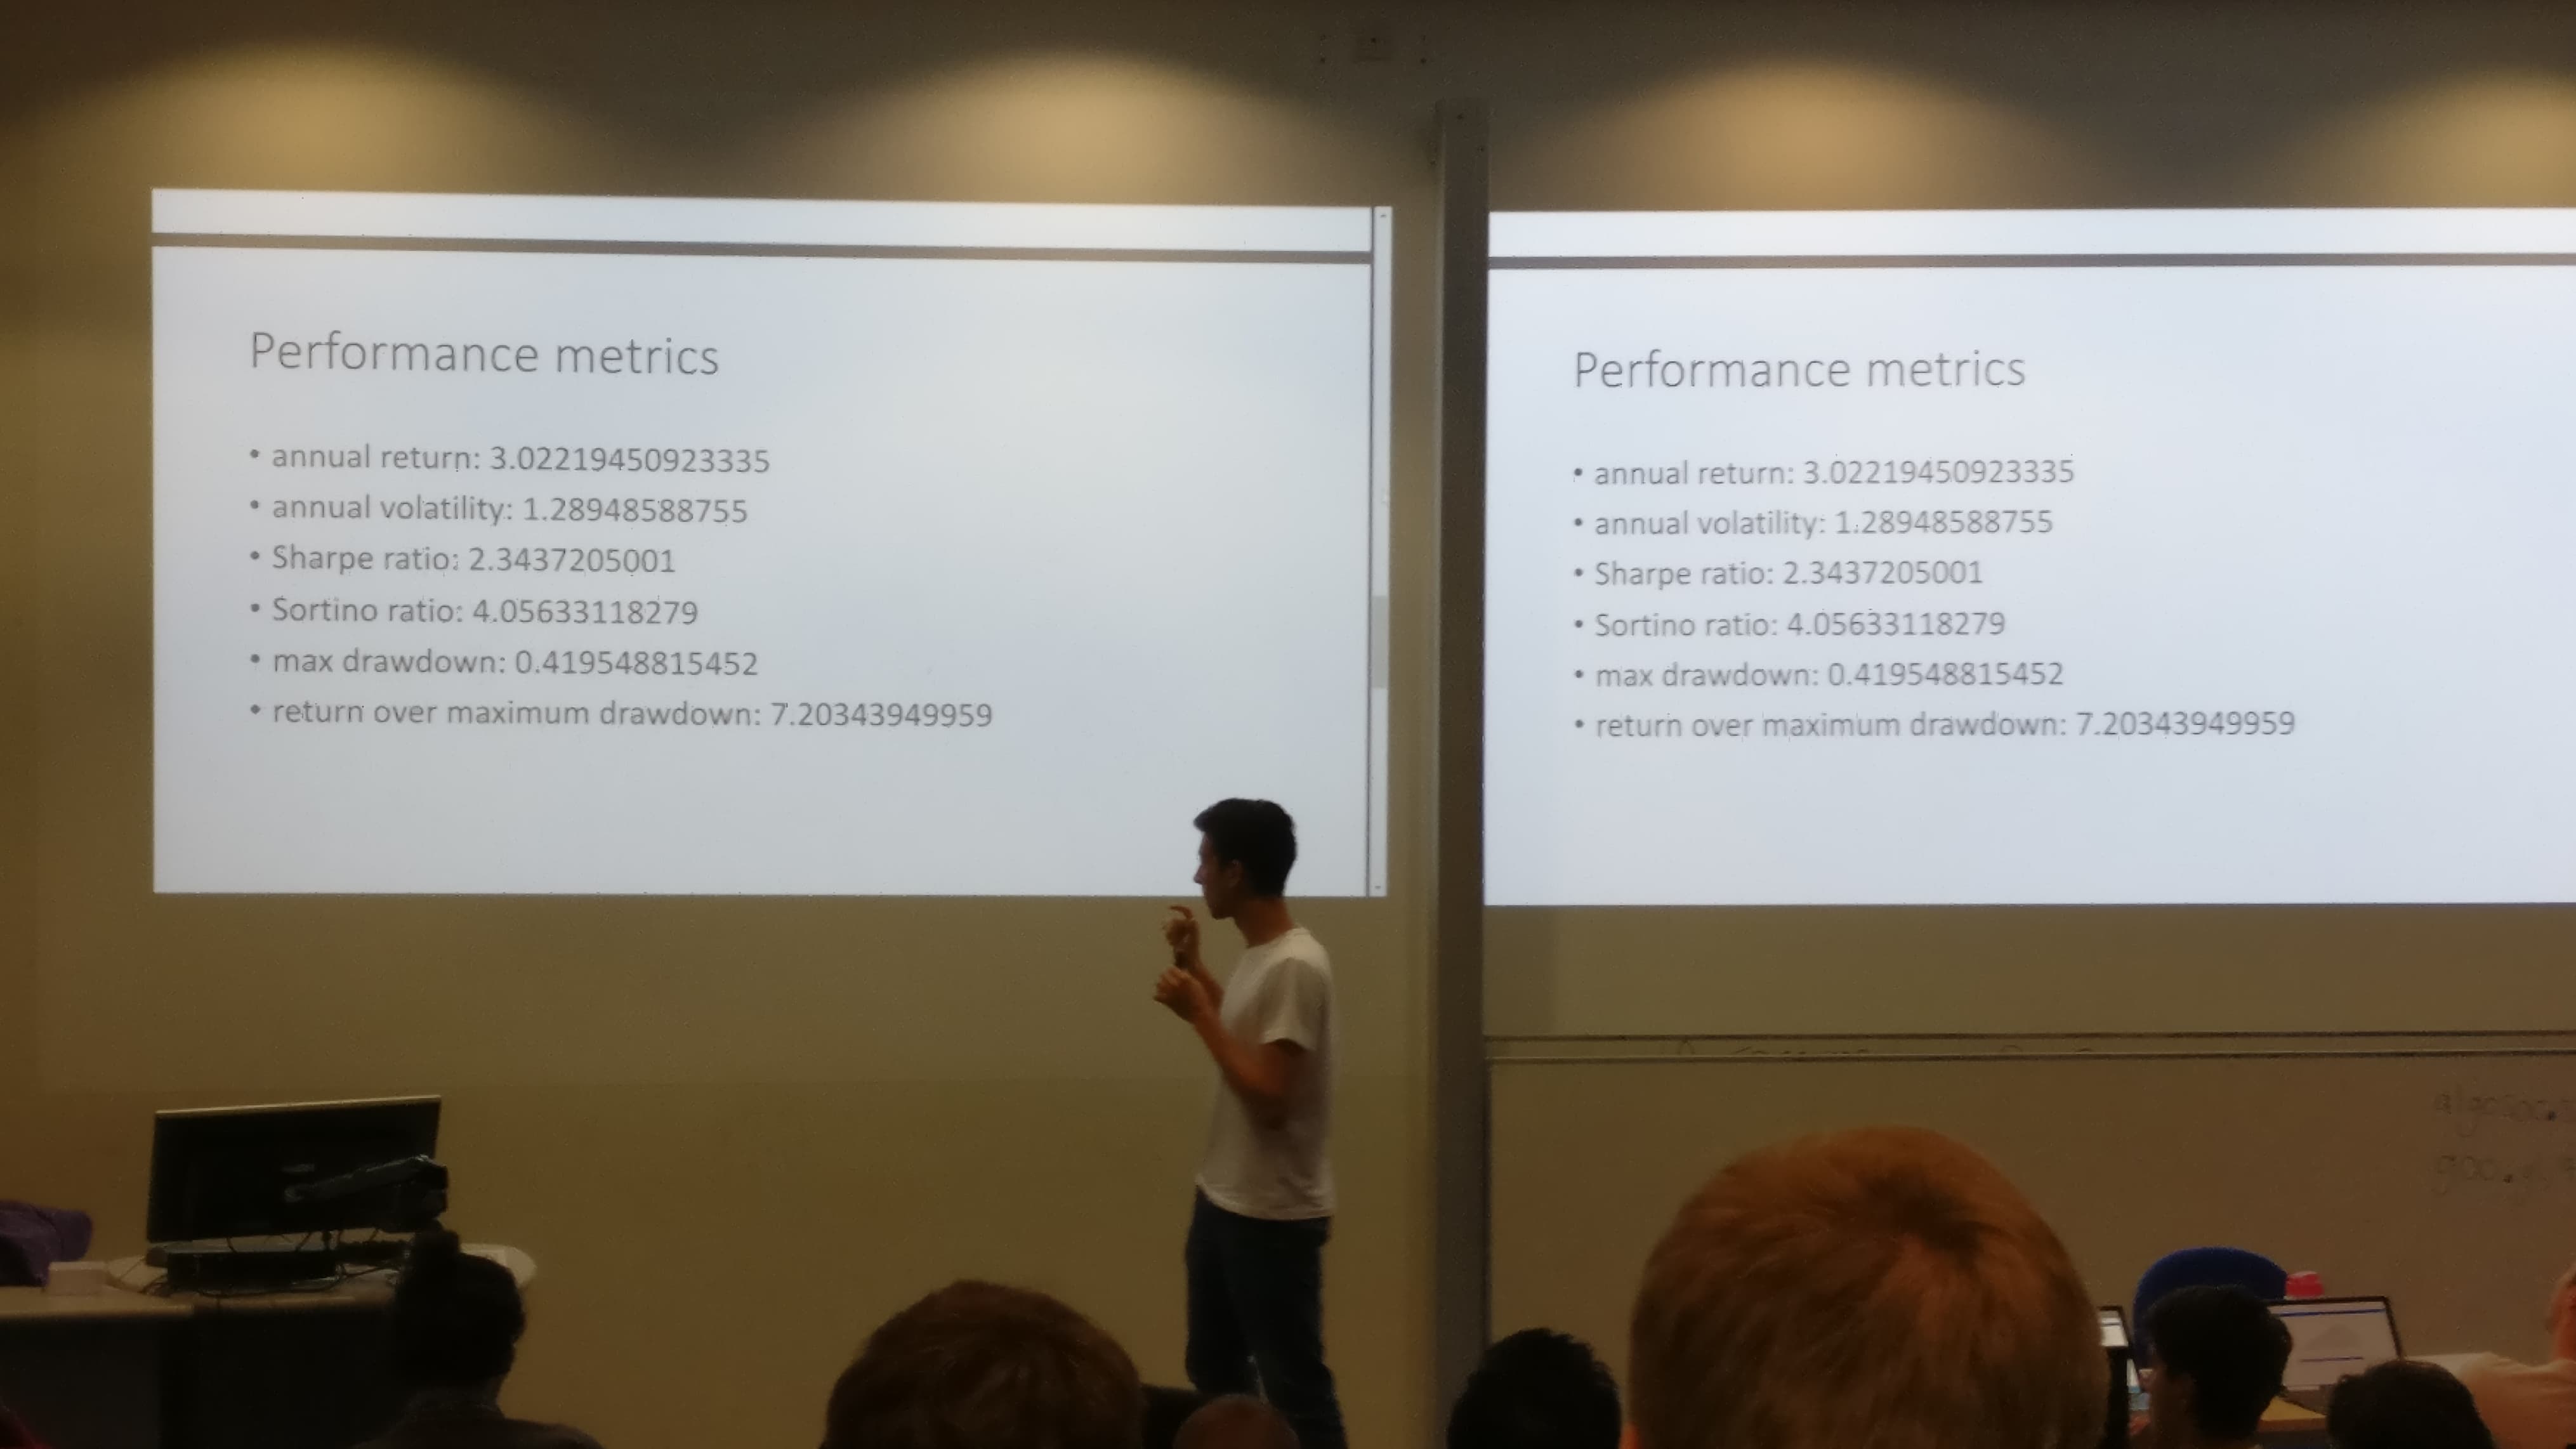 Performance metrics
• annual return: 3.02219450923335
• annual volatility: 1.28948588755
• Sharpe ratio: 2.3437205001
• Sortino ratio: 4.05633118279
• max drawdown: 0.419548815452
• return over maximum drawdown: 7.20343949959
Performance metrics
• annual return: 3.02219450923335
• annual volatility: 1.28948588755
• Sharpe ratio: 2.3437205001
• Sortino ratio: 4.05633118279
• max drawdown: 0.419548815452
• return over maximum drawdown: 7.20343949959